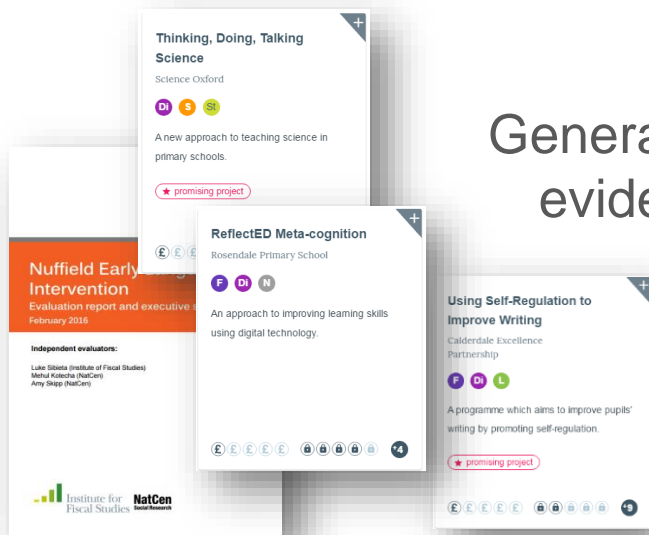 Thinking, Doing, Talking
Science
Science Oxford
Di S St
A new approach to teaching science in
primary schools.
★ promising project
£ £ £
Genera
evide
ReflectED Meta-cognition
Rosendale Primary School
F Di N
An approach to improving learning skills
using digital technology.
£ £ £ £ £ +4
Nuffield Early
Intervention
Evaluation report and executive s
February 2016
Independent evaluators:
Luke Sibieta (Institute of Fiscal Studies)
Mehul Kotecha (NatCen)
Amy Skipp (NatCen)
Institute for
Fiscal Studies
NatCen
Social Research
Using Self-Regulation to
Improve Writing
Calderdale Excellence
Partnership
F Di L
A programme which aims to improve pupils'
writing by promoting self-regulation.
★ promising project
£ £ £ £ £ +9